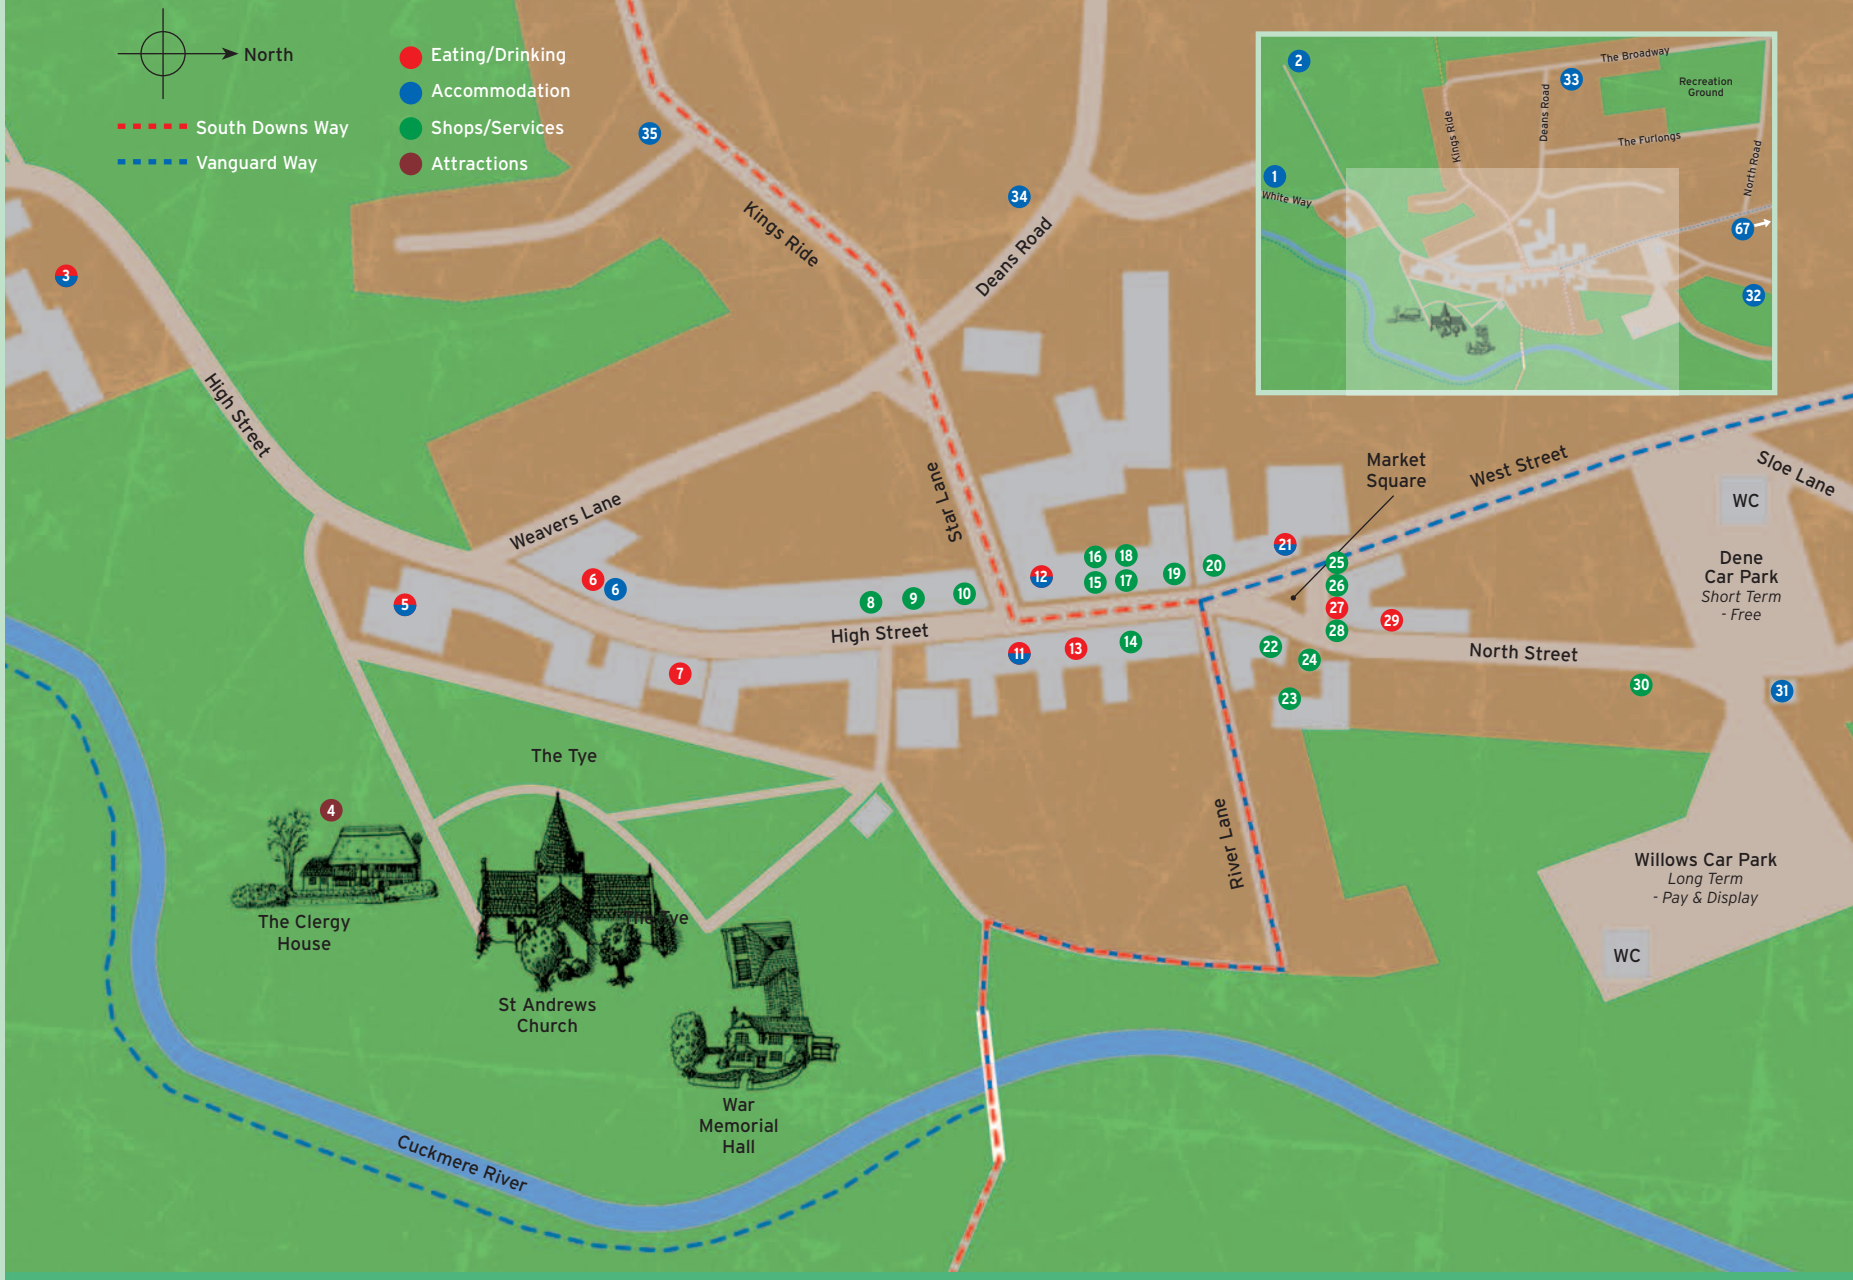 North
South Downs Way
Vanguard Way
Eating/Drinking
Accommodation
Shops/Services
Attractions
2
The Broadway
33
Recreation
Ground
Deans Road
Kings Ride
The Furlongs
North Road
1
White Way
67
32
35
34
Kings Ride
Deans Road
3
High Street
Market
Square
West Street
Sloe Lane
WC
Weavers Lane
Star Lane
Dene
Car Park
Short Term
- Free
21
16
18
12
15
17
19
20
25
26
27
28
29
6
6
5
8
9
10
High Street
11
13
14
22
24
23
North Street
7
30
31
The Tye
4
River Lane
The Clergy
House
The Tye
Willows Car Park
Long Term
- Pay & Display
WC
St Andrews
Church
War
Memorial
Hall
Cuckmere River